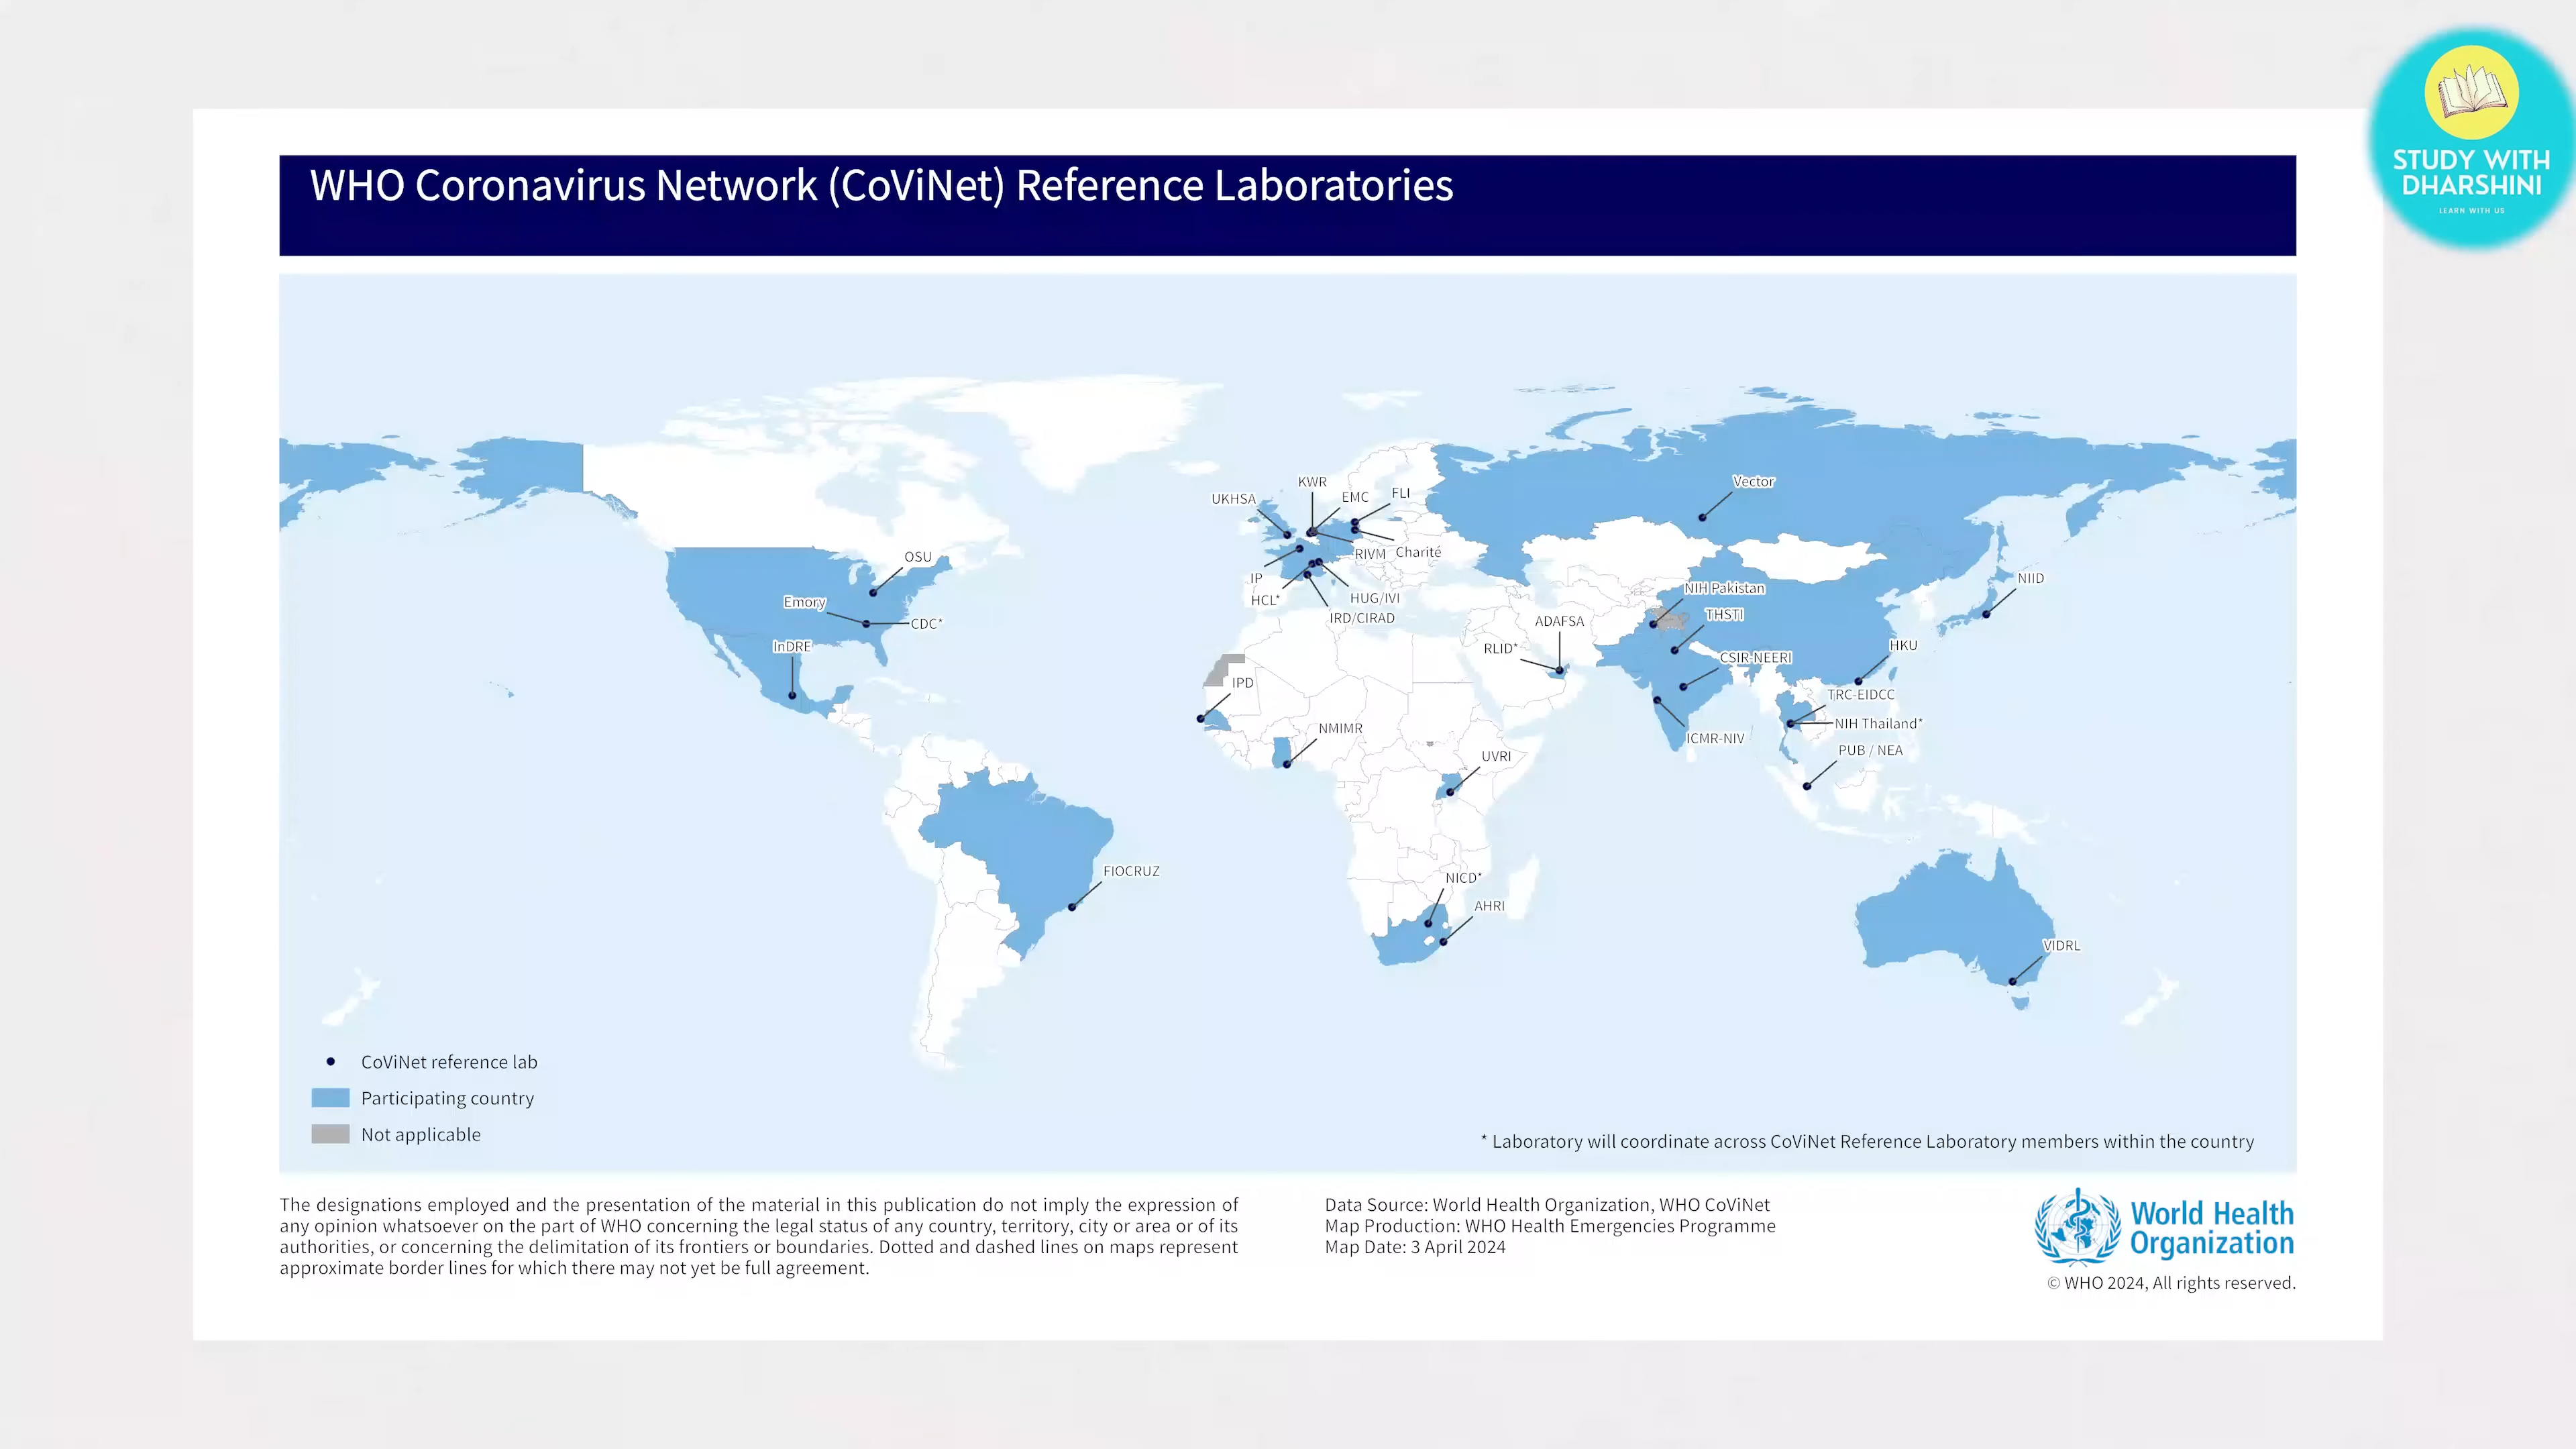 STUDY WITH
DHARSHINI
LEARN WITH US
WHO Coronavirus Network (CoViNet) Reference Laboratories
KWR
EMC
FLI
UKHSA
Vector
RIVM
Charité
OSU
IP
HCL*
HUG/IVI
IRD/CIRAD
NIH Pakistan
THSTI
NIID
Emory
CDC*
InDRE
ADAFSA
RLID*
CSIR-NEERI
HKU
IPD
TRC-EIDCC
NIH Thailand*
NMIMR
ICMR-NIV
PUB / NEA
UVRI
FIOCRUZ
NICD*
AHRI
VIDRL
CoViNet reference lab
Participating country
Not applicable
* Laboratory will coordinate across CoViNet Reference Laboratory members within the country
The designations employed and the presentation of the material in this publication do not imply the expression of
any opinion whatsoever on the part of WHO concerning the legal status of any country, territory, city or area or of its
authorities, or concerning the delimitation of its frontiers or boundaries. Dotted and dashed lines on maps represent
approximate border lines for which there may not yet be full agreement.
Data Source: World Health Organization, WHO CoViNet
Map Production: WHO Health Emergencies Programme
Map Date: 3 April 2024
World Health
Organization
© WHO 2024, All rights reserved.